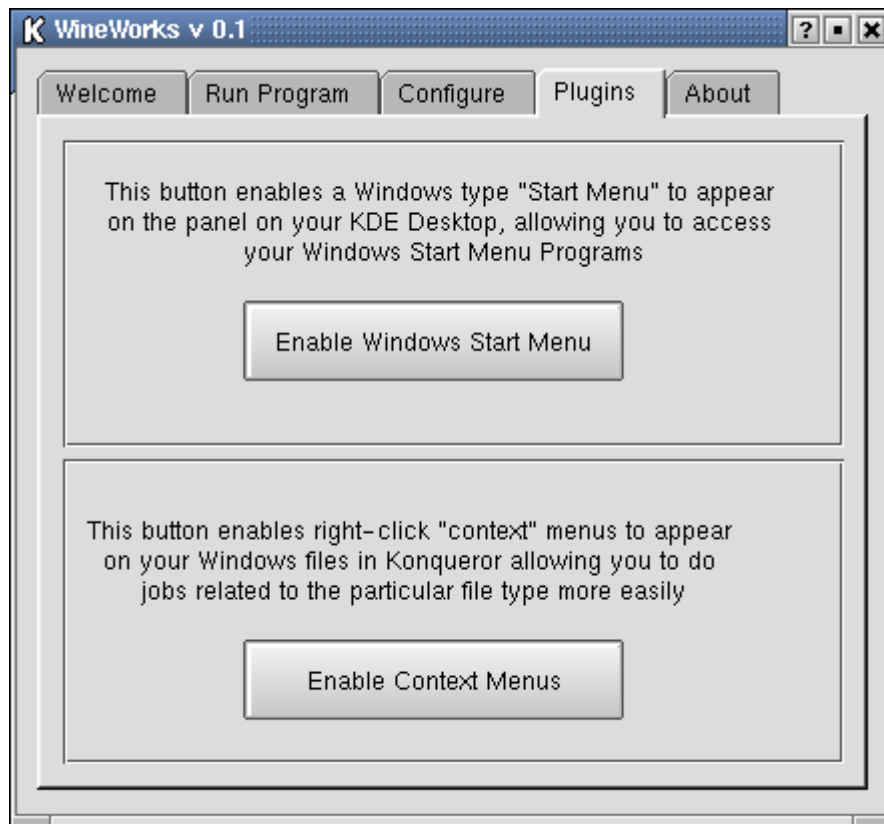 WineWorks v 0.1
Welcome
Run Program
Configure
Plugins
About
This button enables a Windows type "Start Menu" to appear
on the panel on your KDE Desktop, allowing you to access
your Windows Start Menu Programs
Enable Windows Start Menu
This button enables right-click "context" menus to appear
on your Windows files in Konqueror allowing you to do
jobs related to the particular file type more easily
Enable Context Menus